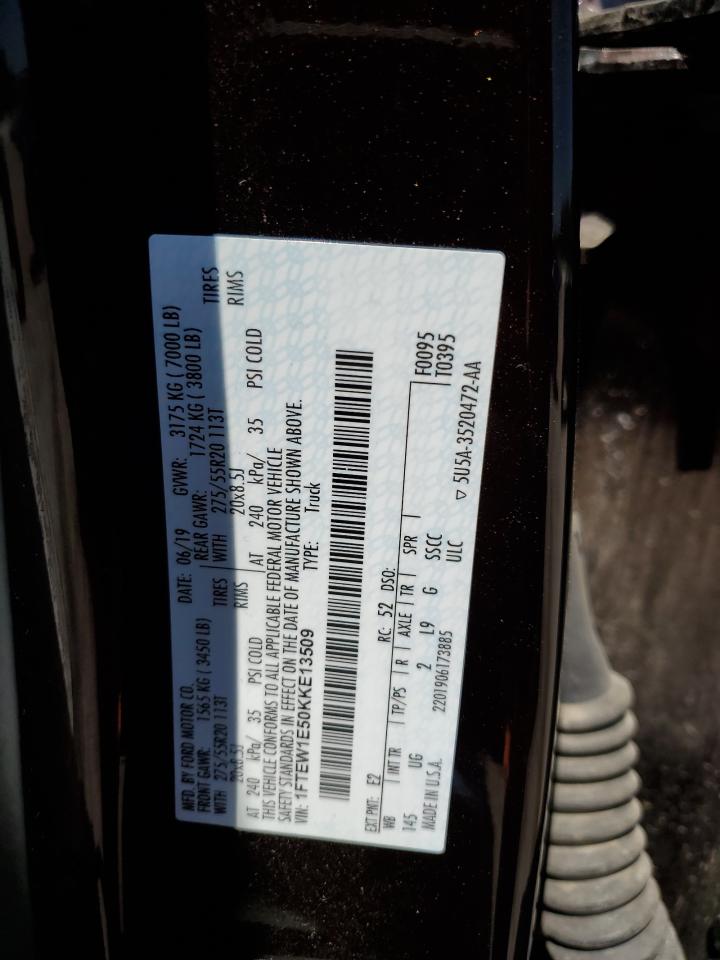 MFD. BY FORD MOTOR CO. DATE: 06/19 GVWR: 3175 KG ( 7000 LB)
FRONT GAWR: 1565 KG ( 3450 LB) REAR GAWR: 1724 KG ( 3800 LB)
WITH 275/55R20 113T TIRES WITH 275/55R20 113T TIRES
20x8.5J RIMS 20x8.5J RIMS
AT 240 kPa/ 35 PSI COLD AT 240 kPa/ 35 PSI COLD
THIS VEHICLE CONFORMS TO ALL APPLICABLE FEDERAL MOTOR VEHICLE
SAFETY STANDARDS IN EFFECT ON THE DATE OF MANUFACTURE SHOWN ABOVE.
VIN: 1FTEW1E50KKE13509 TYPE: Truck
EXT PNT: E2 RC: 52 DSO: F0095
WB INT TR TP/PS R AXLE TR SPR T0395
145 UG 2 L9 G SSCC
MADE IN U.S.A. 2201906173885 ULC ▽ 5U5A-3520472-AA